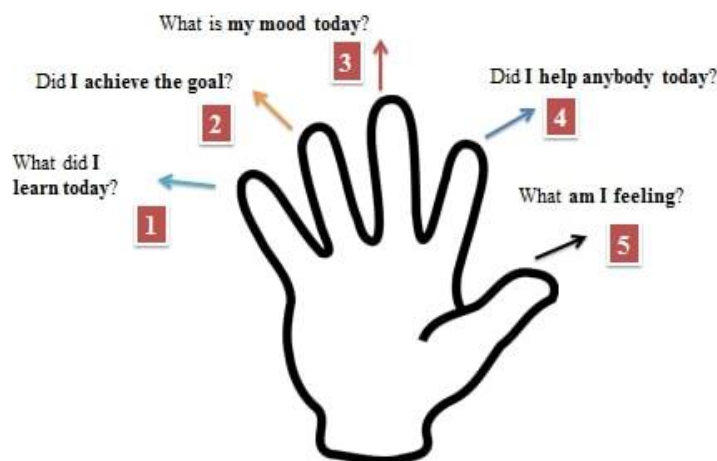 What is my mood today?
3
Did I achieve the goal?
2
Did I help anybody today?
4
What did I
learn today?
1
What am I feeling?
5